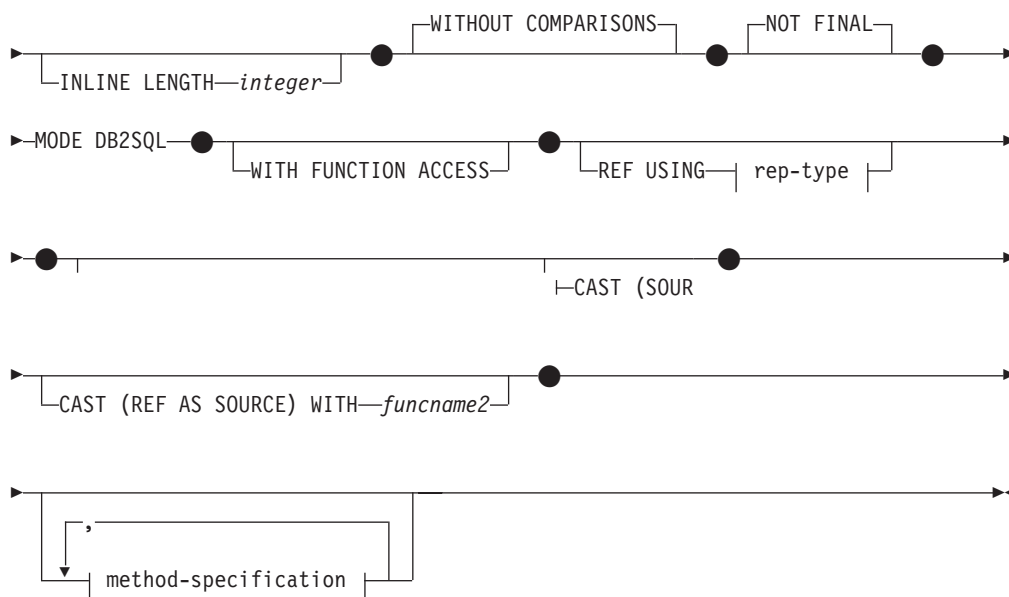 WITHOUT COMPARISONS NOT FINAL
INLINE LENGTH integer
MODE DB2SQL
WITH FUNCTION ACCESS REF USING rep-type
CAST (SOUR
CAST (REF AS SOURCE) WITH funcname2
,
method-specification